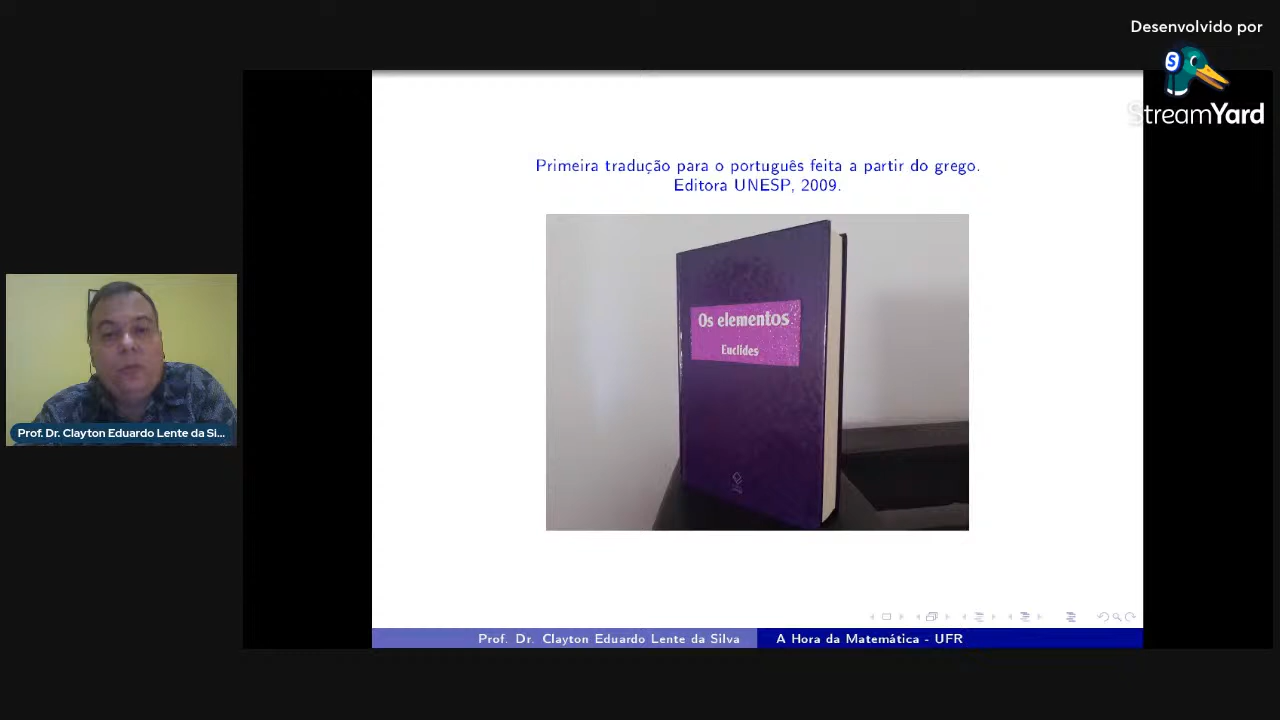 Desenvolvido por
StreamYard
Primeira tradução para o português feita a partir do grego.
Editora UNESP, 2009.
Os elementos
Euclides
Prof. Dr. Clayton Eduardo Lente da Si...
Prof. Dr. Clayton Eduardo Lente da Silva
A Hora da Matemática - UFR